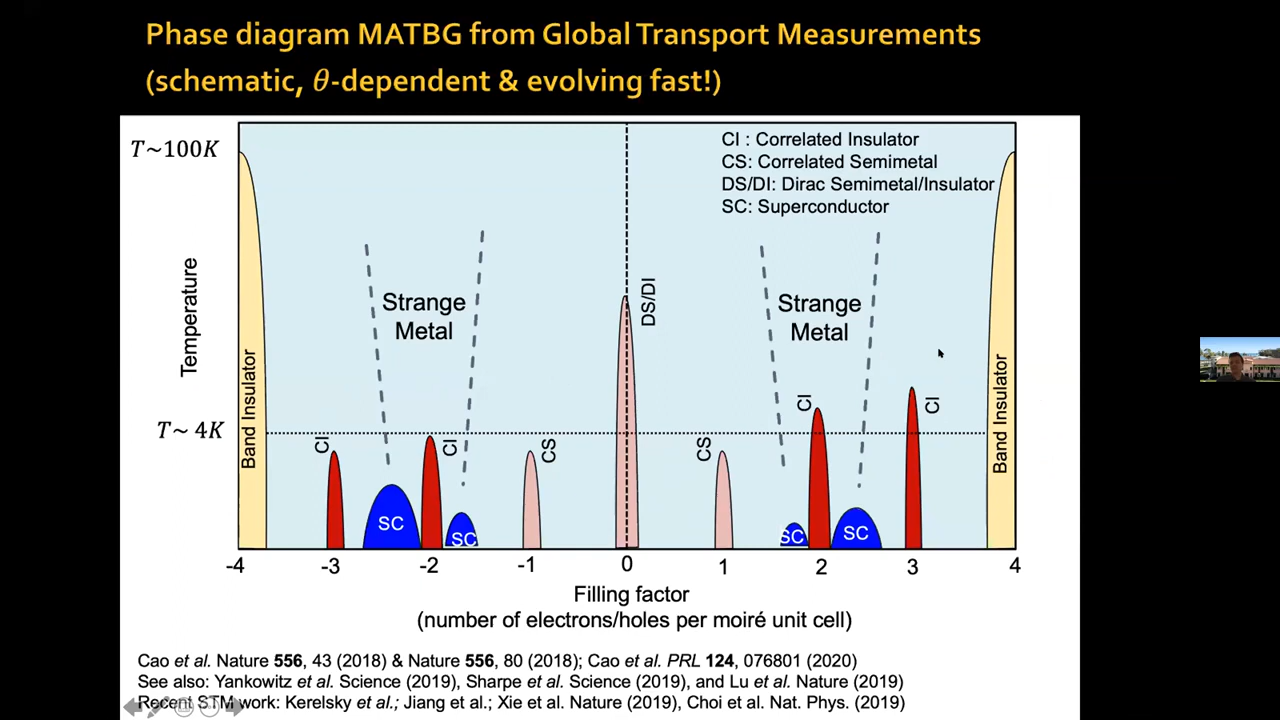 Phase diagram MATBG from Global Transport Measurements
(schematic, θ-dependent & evolving fast!)
T~100K
CI : Correlated Insulator
CS: Correlated Semimetal
DS/DI: Dirac Semimetal/Insulator
SC: Superconductor
Temperature
Strange
Metal
DS/DI
Strange
Metal
Band Insulator
Band Insulator
T~ 4K
CI
CI
CS
CS
CI
CI
SC
SC
SC
SC
-4 -3 -2 -1 0 1 2 3 4
Filling factor
(number of electrons/holes per moiré unit cell)
Cao et al. Nature 556, 43 (2018) & Nature 556, 80 (2018); Cao et al. PRL 124, 076801 (2020)
See also: Yankowitz et al. Science (2019), Sharpe et al. Science (2019), and Lu et al. Nature (2019)
Recent STM work: Kerelsky et al.; Jiang et al.; Xie et al. Nature (2019), Choi et al. Nat. Phys. (2019)